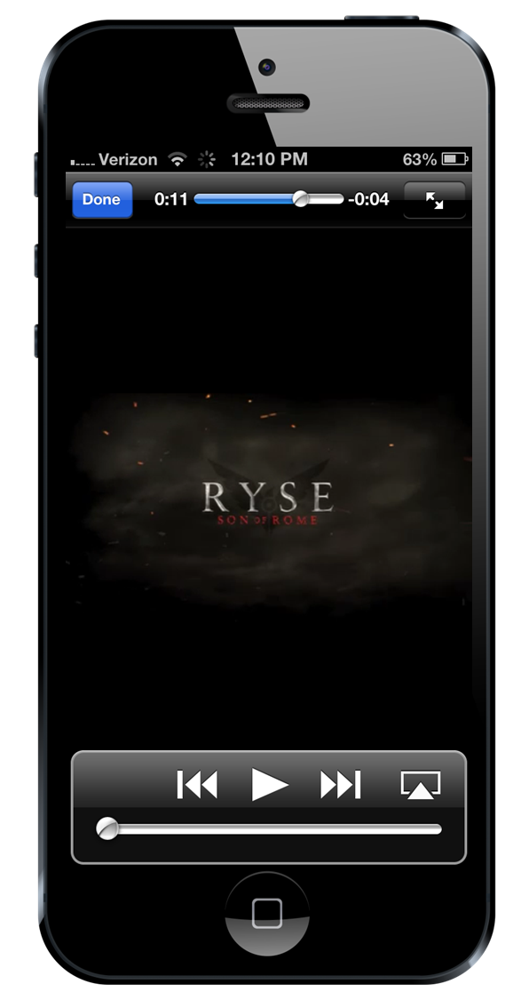 Verizon 12:10 PM 63%
Done 0:11 -0:04
RYSE
SON OF ROME